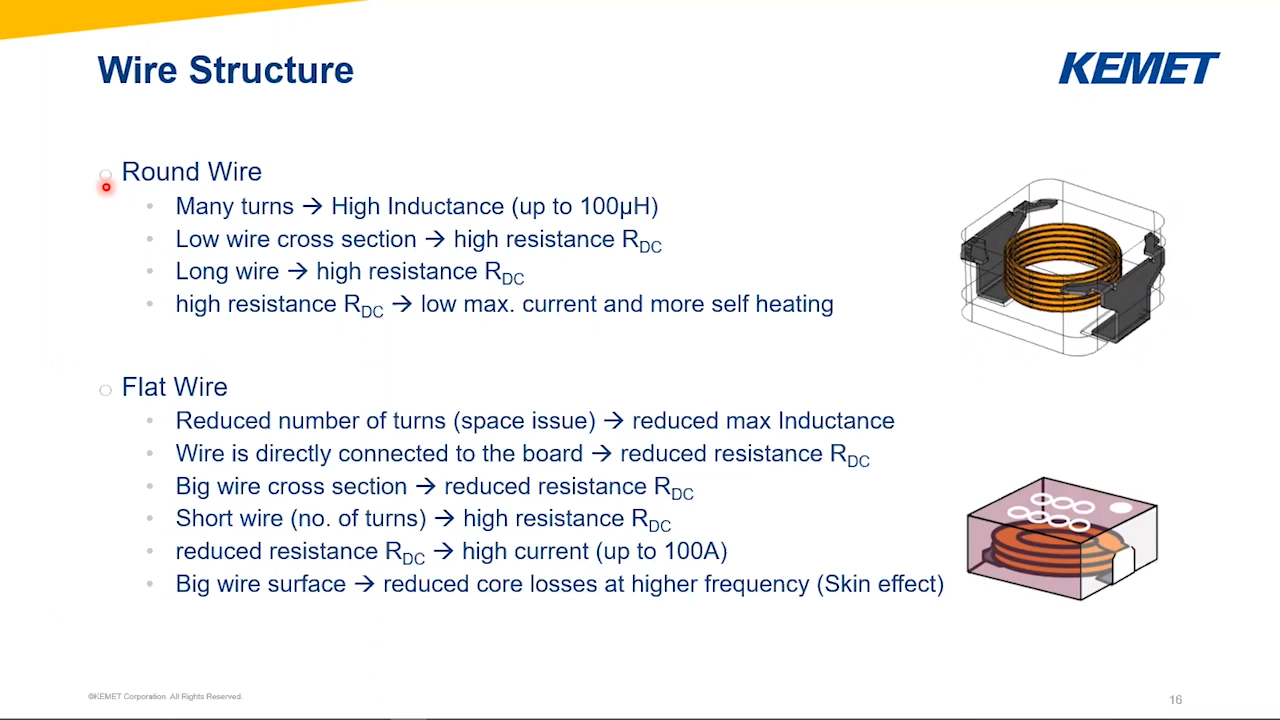 Wire Structure
KEMET
Round Wire
Many turns → High Inductance (up to 100µH)
Low wire cross section → high resistance RDC
Long wire → high resistance RDC
high resistance RDC → low max. current and more self heating
Flat Wire
Reduced number of turns (space issue) → reduced max Inductance
Wire is directly connected to the board → reduced resistance RDC
Big wire cross section → reduced resistance RDC
Short wire (no. of turns) → high resistance RDC
reduced resistance RDC → high current (up to 100A)
Big wire surface → reduced core losses at higher frequency (Skin effect)
©KEMET Corporation. All Rights Reserved.
16